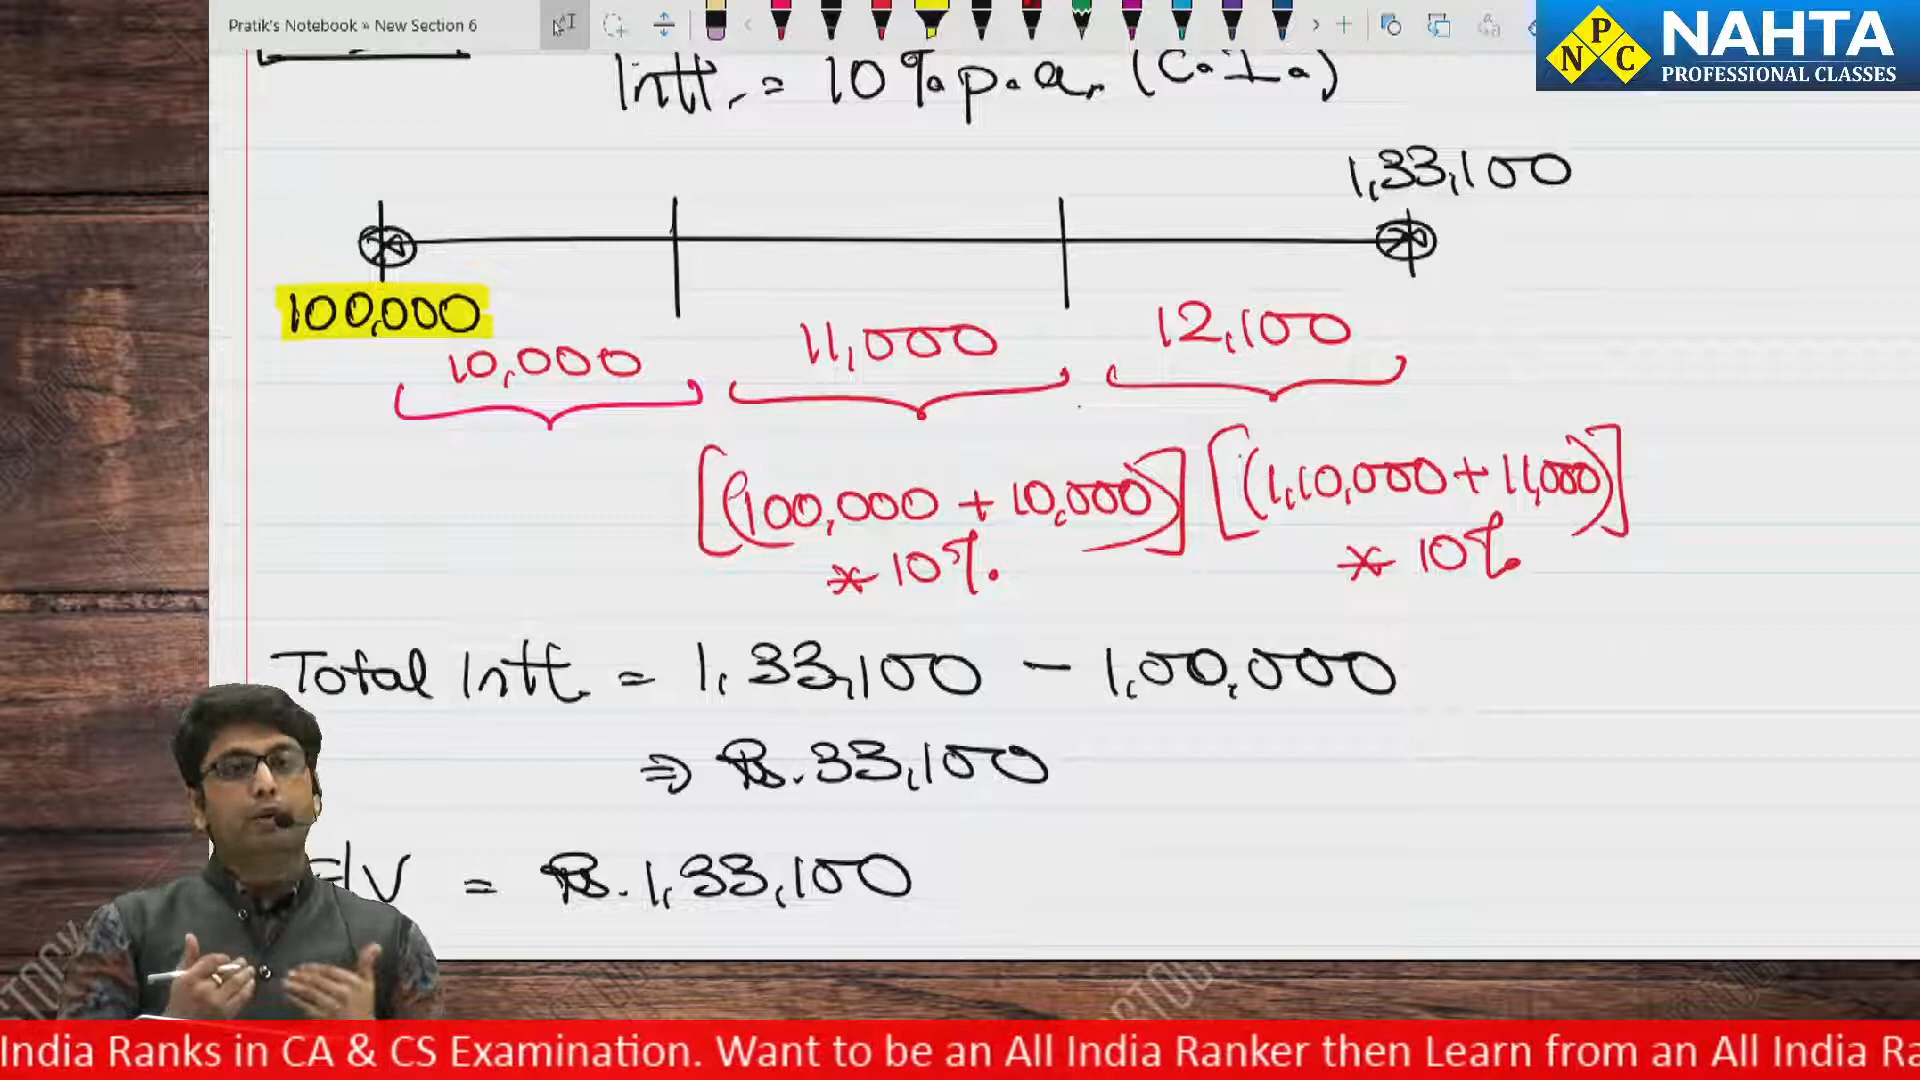 Pratik's Notebook » New Section 6
NPC
NAHTA
PROFESSIONAL CLASSES
Intt. = 10% p.a. (C.I.)
1,33,100
100,000
10,000
11,000
12,100
[(100,000 + 10,000)] * 10%
[(1,10,000 + 11,000)] * 10%
Total Intt. = 1,33,100 - 1,00,000
⇒ Rs. 33,100
F/V = Rs. 1,33,100
India Ranks in CA & CS Examination. Want to be an All India Ranker then Learn from an All India Ra